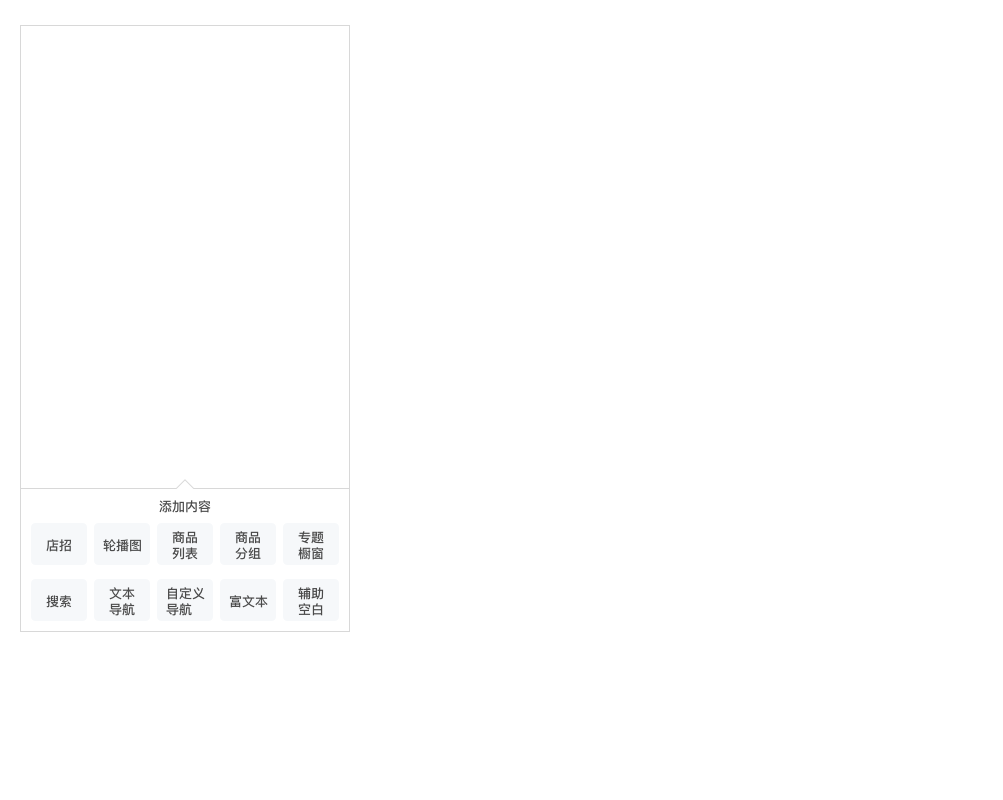 添加内容
店招
轮播图
商品
列表
商品
分组
专题
橱窗
搜索
文本
导航
自定义
导航
富文本
辅助
空白